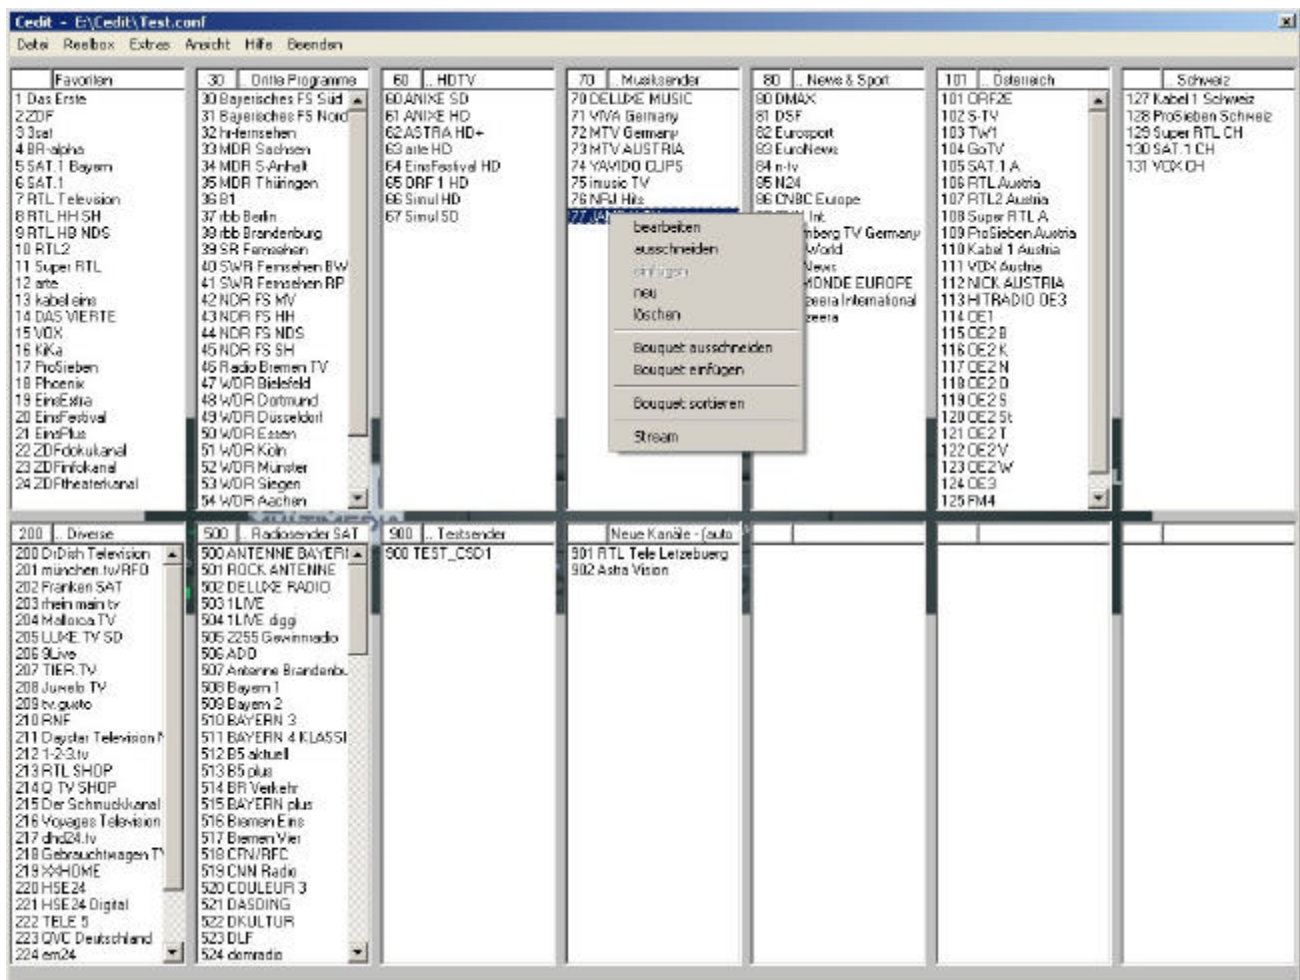 Cedit - E:\Cedit\Test.conf
Datei Reelbox Extras Ansicht Hilfe Beenden
Favoriten
1 Das Erste
2 ZDF
3 3sat
4 BR-alpha
5 SAT.1 Bayern
6 SAT.1
7 RTL Television
8 RTL HH SH
9 RTL HB NDS
10 RTL2
11 Super RTL
12 arte
13 kabel eins
14 DAS VIERTE
15 VOX
16 KiKa
17 ProSieben
18 Phoenix
19 EinsExtra
20 EinsFestival
21 EinsPlus
22 ZDFdokukanal
23 ZDFinfokanal
24 ZDFtheaterkanal
30 .. Dritte Programme
30 Bayerisches FS Süd
31 Bayerisches FS Nord
32 hr-fernsehen
33 MDR Sachsen
34 MDR S-Anhalt
35 MDR Thüringen
36 B1
37 rbb Berlin
38 rbb Brandenburg
39 SR Fernsehen
40 SWR Fernsehen BW
41 SWR Fernsehen RP
42 NDR FS MV
43 NDR FS HH
44 NDR FS NDS
45 NDR FS SH
46 Radio Bremen TV
47 WDR Bielefeld
48 WDR Dortmund
49 WDR Düsseldorf
50 WDR Essen
51 WDR Köln
52 WDR Münster
53 WDR Siegen
54 WDR Aachen
60 .. HDTV
60 ANIXE SD
61 ANIXE HD
62 ASTRA HD+
63 arte HD
64 EinsFestival HD
65 ORF 1 HD
66 Simul HD
67 Simul SD
70 .. Musiksender
70 DELUXE MUSIC
71 VIVA Germany
72 MTV Germany
73 MTV AUSTRIA
74 YAVIDO CLIPS
75 imusic TV
76 NRJ Hits
77
bearbeiten
ausschneiden
einfügen
neu
löschen
Bouquet ausschneiden
Bouquet einfügen
Bouquet sortieren
Stream
80 .. News & Sport
80 DMAX
81 DSF
82 Eurosport
83 EuroNews
84 n-tv
85 N24
86 CNBC Europe
Int.
mberg TV Germany
World
News
MONDE EUROPE
zeera International
zeera
101 .. Österreich
101 ORF2E
102 S-TV
103 TW1
104 GoTV
105 SAT.1 A
106 RTL Austria
107 RTL2 Austria
108 Super RTL A
109 ProSieben Austria
110 Kabel 1 Austria
111 VOX Austria
112 NICK AUSTRIA
113 HITRADIO OE3
114 OE1
115 OE2 B
116 OE2 K
117 OE2 N
118 OE2 O
119 OE2 S
120 OE2 St
121 OE2 T
122 OE2 V
123 OE2 W
124 OE3
125 FM4
.. Schweiz
127 Kabel 1 Schweiz
128 ProSieben Schweiz
129 Super RTL CH
130 SAT.1 CH
131 VOX CH
200 .. Diverse
200 DrDish Television
201 münchen.tv/RFO
202 Franken SAT
203 rhein main tv
204 Mallorca TV
205 LUXE.TV SD
206 9Live
207 TIER.TV
208 Juwelo TV
209 tv.gusto
210 RNF
211 Daystar Television N
212 1-2-3.tv
213 RTL SHOP
214 Q TV SHOP
215 Der Schmuckkanal
216 Voyages Television
217 dhd24.tv
218 Gebrauchtwagen TV
219 XXHOME
220 HSE24
221 HSE24 Digital
222 TELE 5
223 QVC Deutschland
224 em24
500 .. Radiosender SAT
500 ANTENNE BAYERN
501 ROCK ANTENNE
502 DELUXE RADIO
503 1LIVE
504 1LIVE diggi
505 2255 Gewinnradio
506 ADO
507 Antenne Brandenbu
508 Bayern 1
509 Bayern 2
510 BAYERN 3
511 BAYERN 4 KLASSI
512 B5 aktuell
513 B5 plus
514 BR Verkehr
515 BAYERN plus
516 Bremen Eins
517 Bremen Vier
518 CFN/RFC
519 CNN Radio
520 COULEUR 3
521 DASDING
522 DKULTUR
523 DLF
524 domradio
900 .. Testsender
900 TEST_CSD1
Neue Kanäle - (auto
901 RTL Tele Letzebuerg
902 Astra Vision